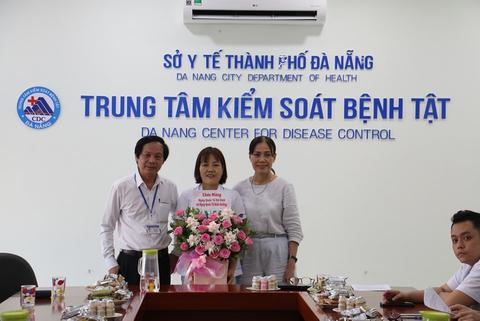 SỞ Y TẾ THÀNH PHỐ ĐÀ NẴNG
DA NANG CITY DEPARTMENT OF HEALTH
TRUNG TÂM KIỂM SOÁT BỆNH TẬT
DA NANG CENTER FOR DISEASE CONTROL
CDC
ĐÀ NẴNG
Chúc Mừng